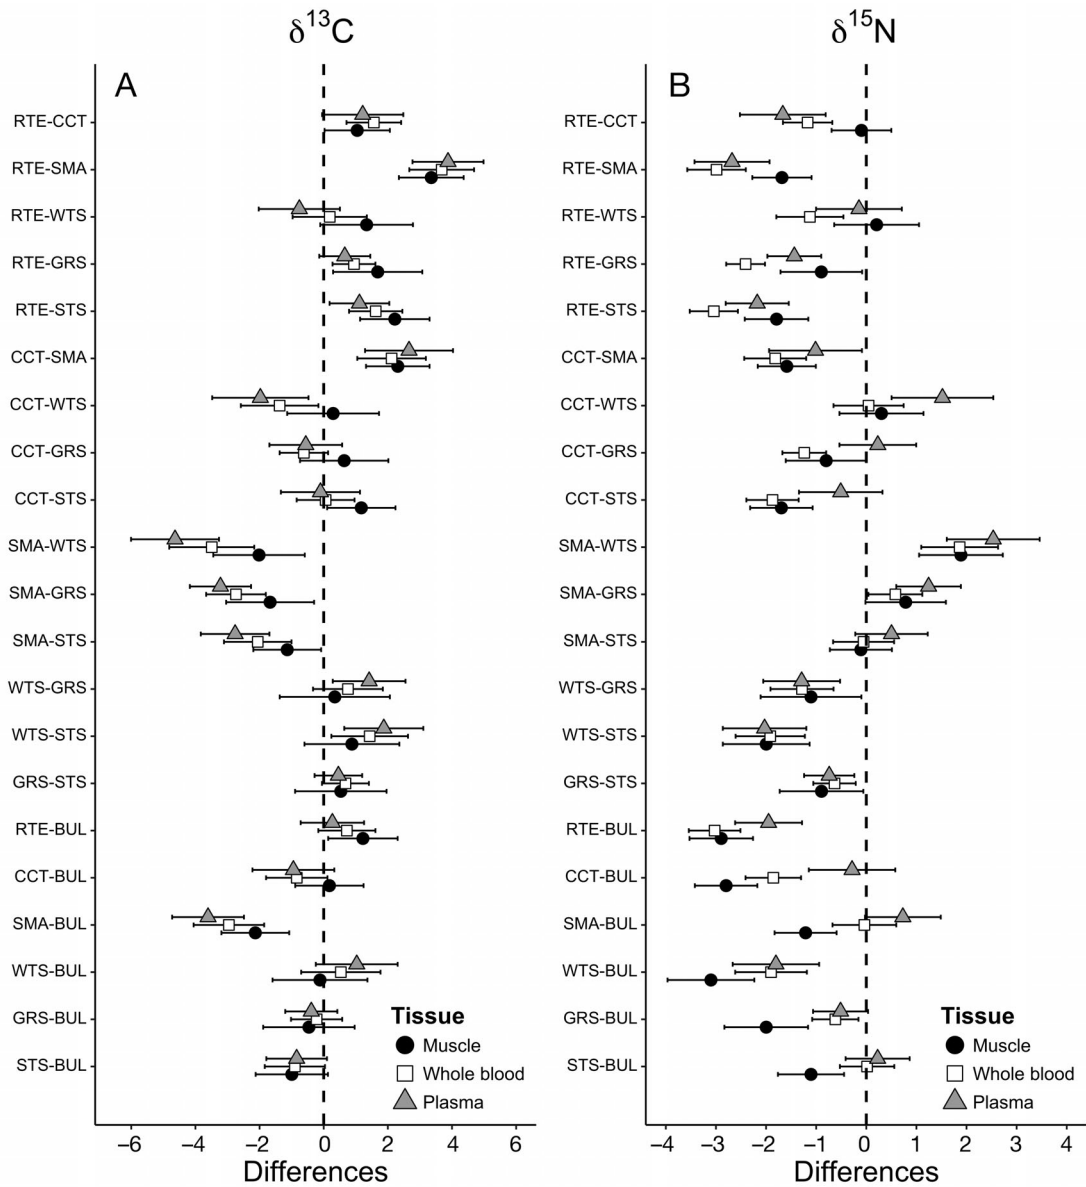 δ13C
δ15N
A
B
RTE-CCT
RTE-SMA
RTE-WTS
RTE-GRS
RTE-STS
CCT-SMA
CCT-WTS
CCT-GRS
CCT-STS
SMA-WTS
SMA-GRS
SMA-STS
WTS-GRS
WTS-STS
GRS-STS
RTE-BUL
CCT-BUL
SMA-BUL
WTS-BUL
GRS-BUL
STS-BUL
Tissue
Muscle
Whole blood
Plasma
−6 −4 −2 0 2 4 6
Differences
RTE-CCT
RTE-SMA
RTE-WTS
RTE-GRS
RTE-STS
CCT-SMA
CCT-WTS
CCT-GRS
CCT-STS
SMA-WTS
SMA-GRS
SMA-STS
WTS-GRS
WTS-STS
GRS-STS
RTE-BUL
CCT-BUL
SMA-BUL
WTS-BUL
GRS-BUL
STS-BUL
Tissue
Muscle
Whole blood
Plasma
−4 −3 −2 −1 0 1 2 3 4
Differences